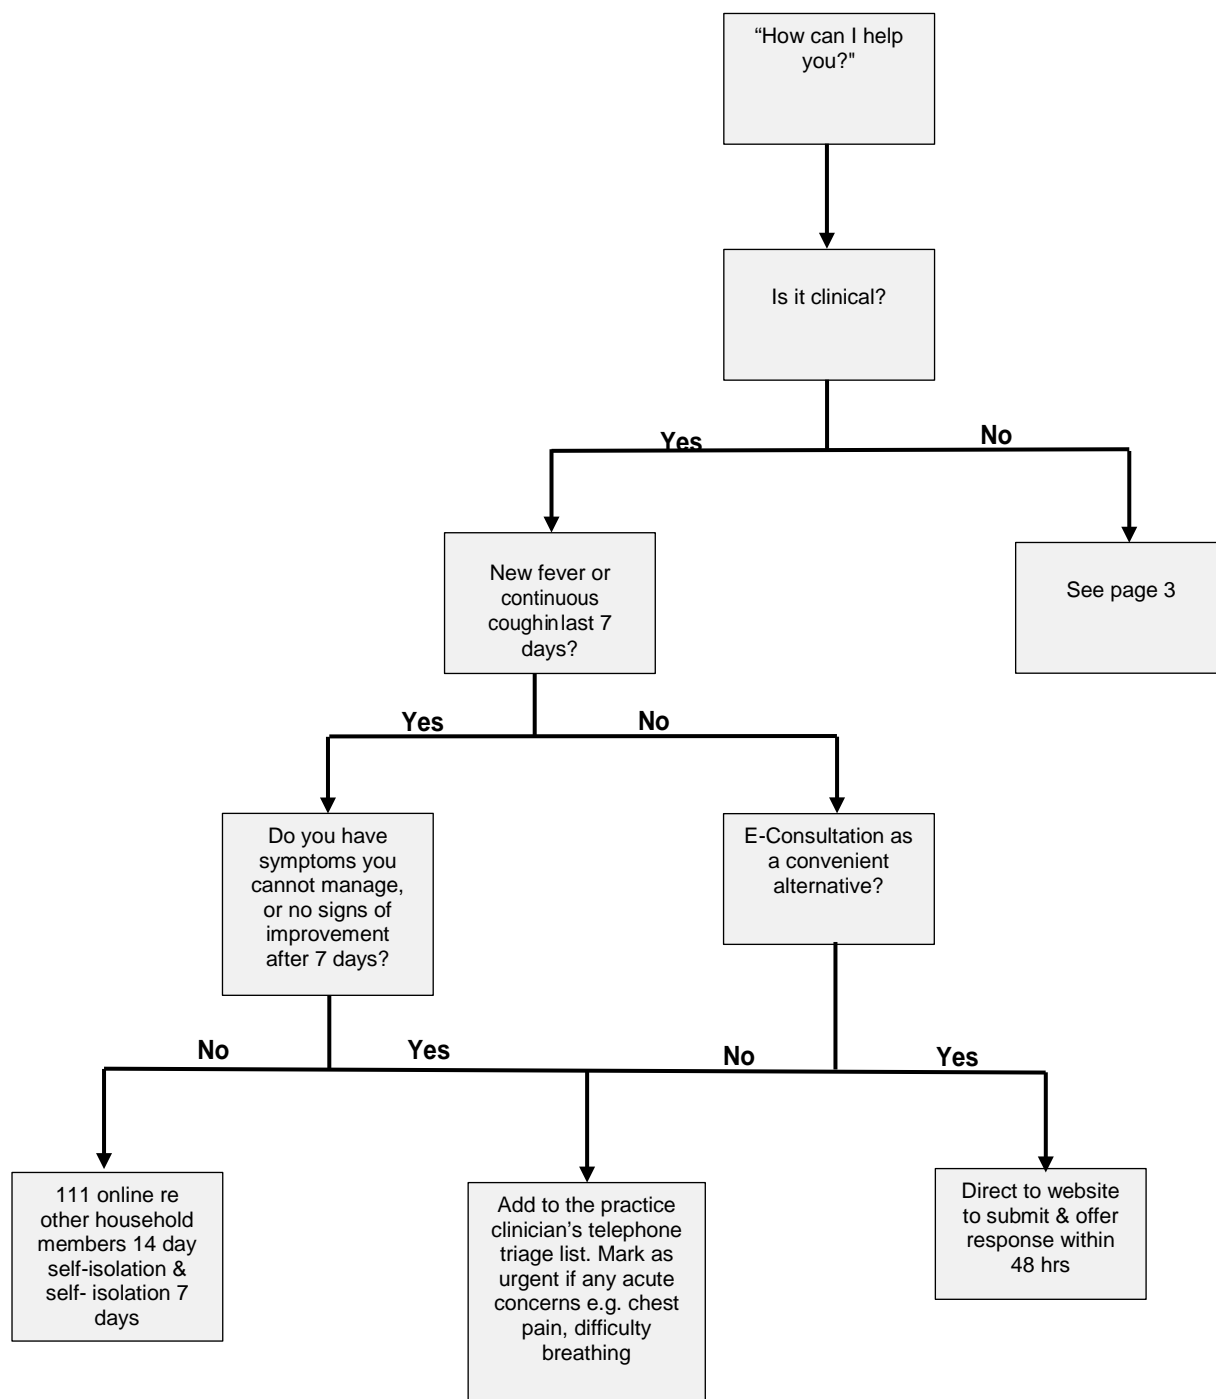 “How can I help
you?"
Is it clinical?
Yes
No
New fever or
continuous
coughinlast 7
days?
See page 3
Yes
No
Do you have
symptoms you
cannot manage,
or no signs of
improvement
after 7 days?
E-Consultation as
a convenient
alternative?
No
Yes
No
Yes
111 online re
other household
members 14 day
self-isolation &
self- isolation 7
days
Add to the practice
clinician’s telephone
triage list. Mark as
urgent if any acute
concerns e.g. chest
pain, difficulty
breathing
Direct to website
to submit & offer
response within
48 hrs